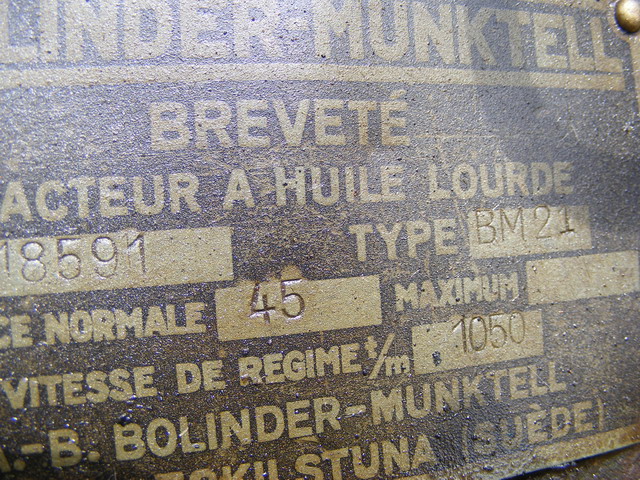 LINDER-MUNKTELL
BREVETÉ
ACTEUR A HUILE LOURDE
18591 TYPE BM21
CE NORMALE 45 MAXIMUM
VITESSE DE REGIME t/m 1050
A.-B. BOLINDER-MUNKTELL
ESKILSTUNA (SUÈDE)